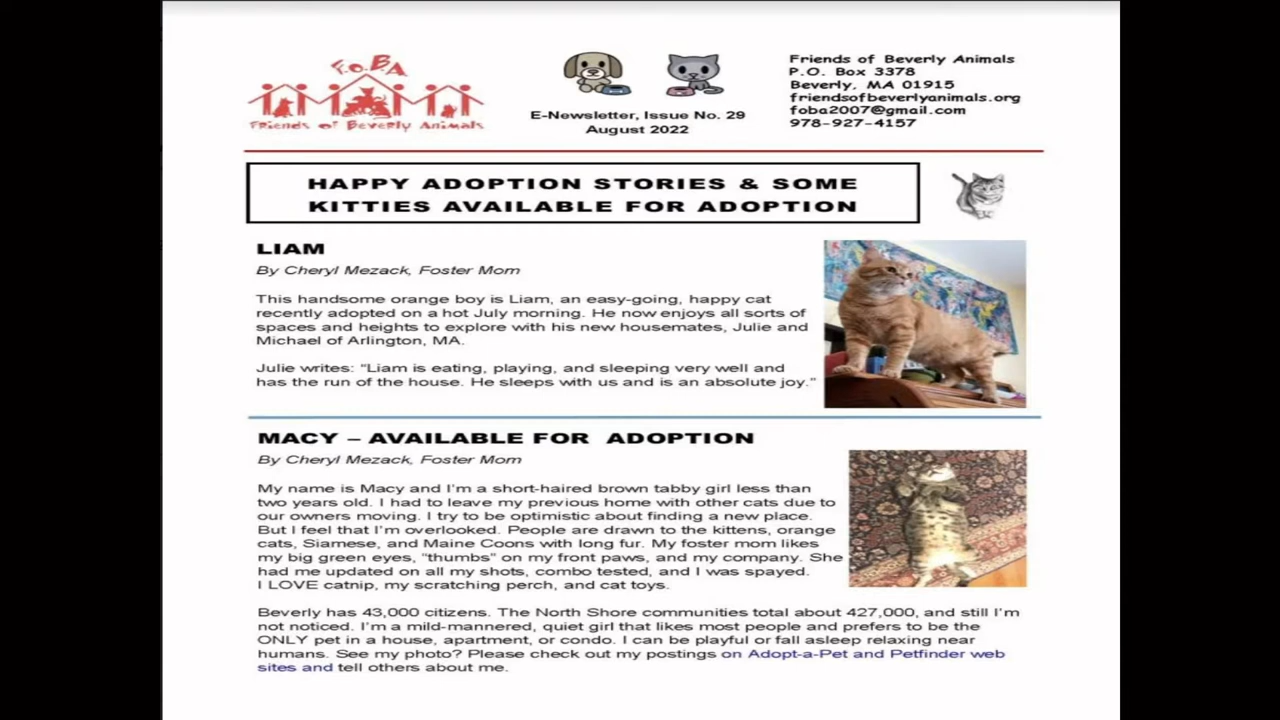 F.O.B.A
Friends of Beverly Animals
E-Newsletter, Issue No. 29
August 2022
Friends of Beverly Animals
P.O. Box 3378
Beverly, MA 01915
friendsofbeverlyanimals.org
foba2007@gmail.com
978-927-4157
HAPPY ADOPTION STORIES & SOME
KITTIES AVAILABLE FOR ADOPTION
LIAM
By Cheryl Mezack, Foster Mom
This handsome orange boy is Liam, an easy-going, happy cat
recently adopted on a hot July morning. He now enjoys all sorts of
spaces and heights to explore with his new housemates, Julie and
Michael of Arlington, MA.
Julie writes: “Liam is eating, playing, and sleeping very well and
has the run of the house. He sleeps with us and is an absolute joy.”
MACY – AVAILABLE FOR ADOPTION
By Cheryl Mezack, Foster Mom
My name is Macy and I’m a short-haired brown tabby girl less than
two years old. I had to leave my previous home with other cats due to
our owners moving. I try to be optimistic about finding a new place.
But I feel that I’m overlooked. People are drawn to the kittens, orange
cats, Siamese, and Maine Coons with long fur. My foster mom likes
my big green eyes, “thumbs” on my front paws, and my company. She
had me updated on all my shots, combo tested, and I was spayed.
I LOVE catnip, my scratching perch, and cat toys.
Beverly has 43,000 citizens. The North Shore communities total about 427,000, and still I’m
not noticed. I’m a mild-mannered, quiet girl that likes most people and prefers to be the
ONLY pet in a house, apartment, or condo. I can be playful or fall asleep relaxing near
humans. See my photo? Please check out my postings on Adopt-a-Pet and Petfinder web
sites and tell others about me.